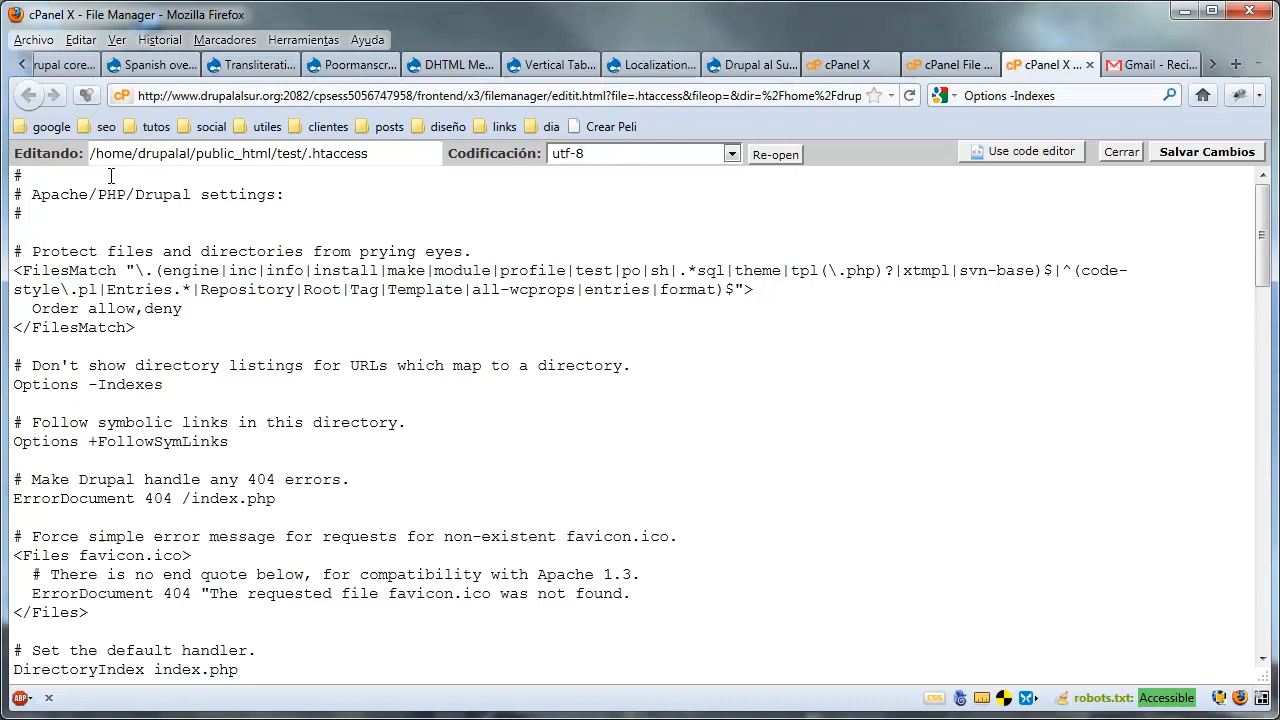 cPanel X - File Manager - Mozilla Firefox
Archivo Editar Ver Historial Marcadores Herramientas Ayuda
rupal core... Spanish ove... Transliterati... Poormanscr... DHTML Me... Vertical Tab... Localization... Drupal al Su... cPanel X cPanel File ... cPanel X ... Gmail - Reci...
http://www.drupalalsur.org:2082/cpsess5056747958/frontend/x3/filemanager/editit.html?file=.htaccess&fileop=&dir=%2Fhome%2Fdrup Options -Indexes
google seo tutos social utiles clientes posts diseño links dia Crear Peli
Editando: /home/drupalal/public_html/test/.htaccess Codificación: utf-8 Re-open Use code editor Cerrar Salvar Cambios
#
# Apache/PHP/Drupal settings:
#
# Protect files and directories from prying eyes.
<FilesMatch "\.(engine|inc|info|install|make|module|profile|test|po|sh|.*sql|theme|tpl(\.php)?|xtmpl|svn-base)$|^(code-
style\.pl|Entries.*|Repository|Root|Tag|Template|all-wcprops|entries|format)$">
Order allow,deny
</FilesMatch>
# Don't show directory listings for URLs which map to a directory.
Options -Indexes
# Follow symbolic links in this directory.
Options +FollowSymLinks
# Make Drupal handle any 404 errors.
ErrorDocument 404 /index.php
# Force simple error message for requests for non-existent favicon.ico.
<Files favicon.ico>
# There is no end quote below, for compatibility with Apache 1.3.
ErrorDocument 404 "The requested file favicon.ico was not found.
</Files>
# Set the default handler.
DirectoryIndex index.php
ABP CSS robots.txt: Accessible